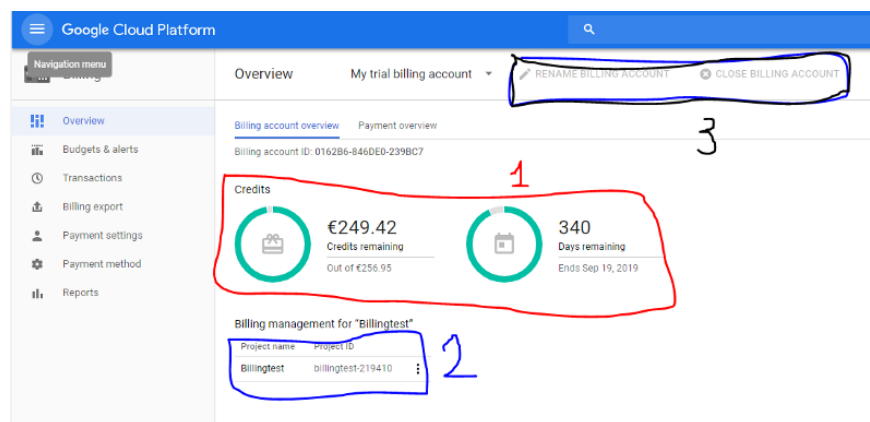 Google Cloud Platform
Navigation menu
Overview My trial billing account RENAME BILLING ACCOUNT CLOSE BILLING ACCOUNT
3
Overview
Budgets & alerts
Transactions
Billing export
Payment settings
Payment method
Reports
Billing account overview Payment overview
Billing account ID: 0162B6-846DE0-239BC7
1
Credits
€249.42
Credits remaining
Out of €256.95
340
Days remaining
Ends Sep 19, 2019
Billing management for "Billingtest"
2
Project name Project ID
Billingtest billingtest-219410